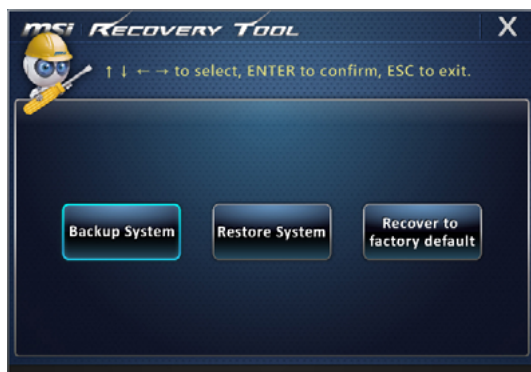 msi RECOVERY TOOL X
↑ ↓ ← → to select, ENTER to confirm, ESC to exit.
Backup System
Restore System
Recover to
factory default